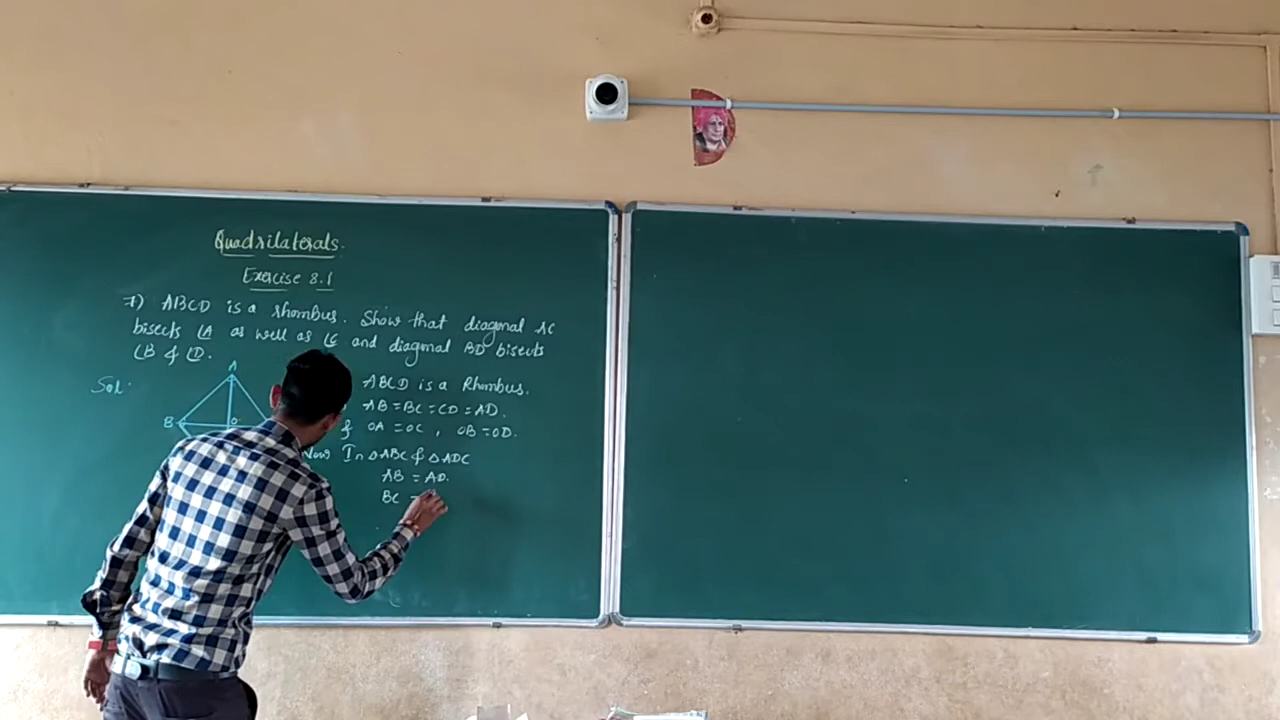 Quadrilaterals.
Exercise 8.1
7) ABCD is a rhombus. Show that diagonal AC
bisects ∠A as well as ∠C and diagonal BD bisects
∠B & ∠D.
Sol:
A
B
O
ABCD is a Rhombus.
AB = BC = CD = AD.
& OA = OC, OB = OD.
Now In △ABC & △ADC
AB = AD.
BC =